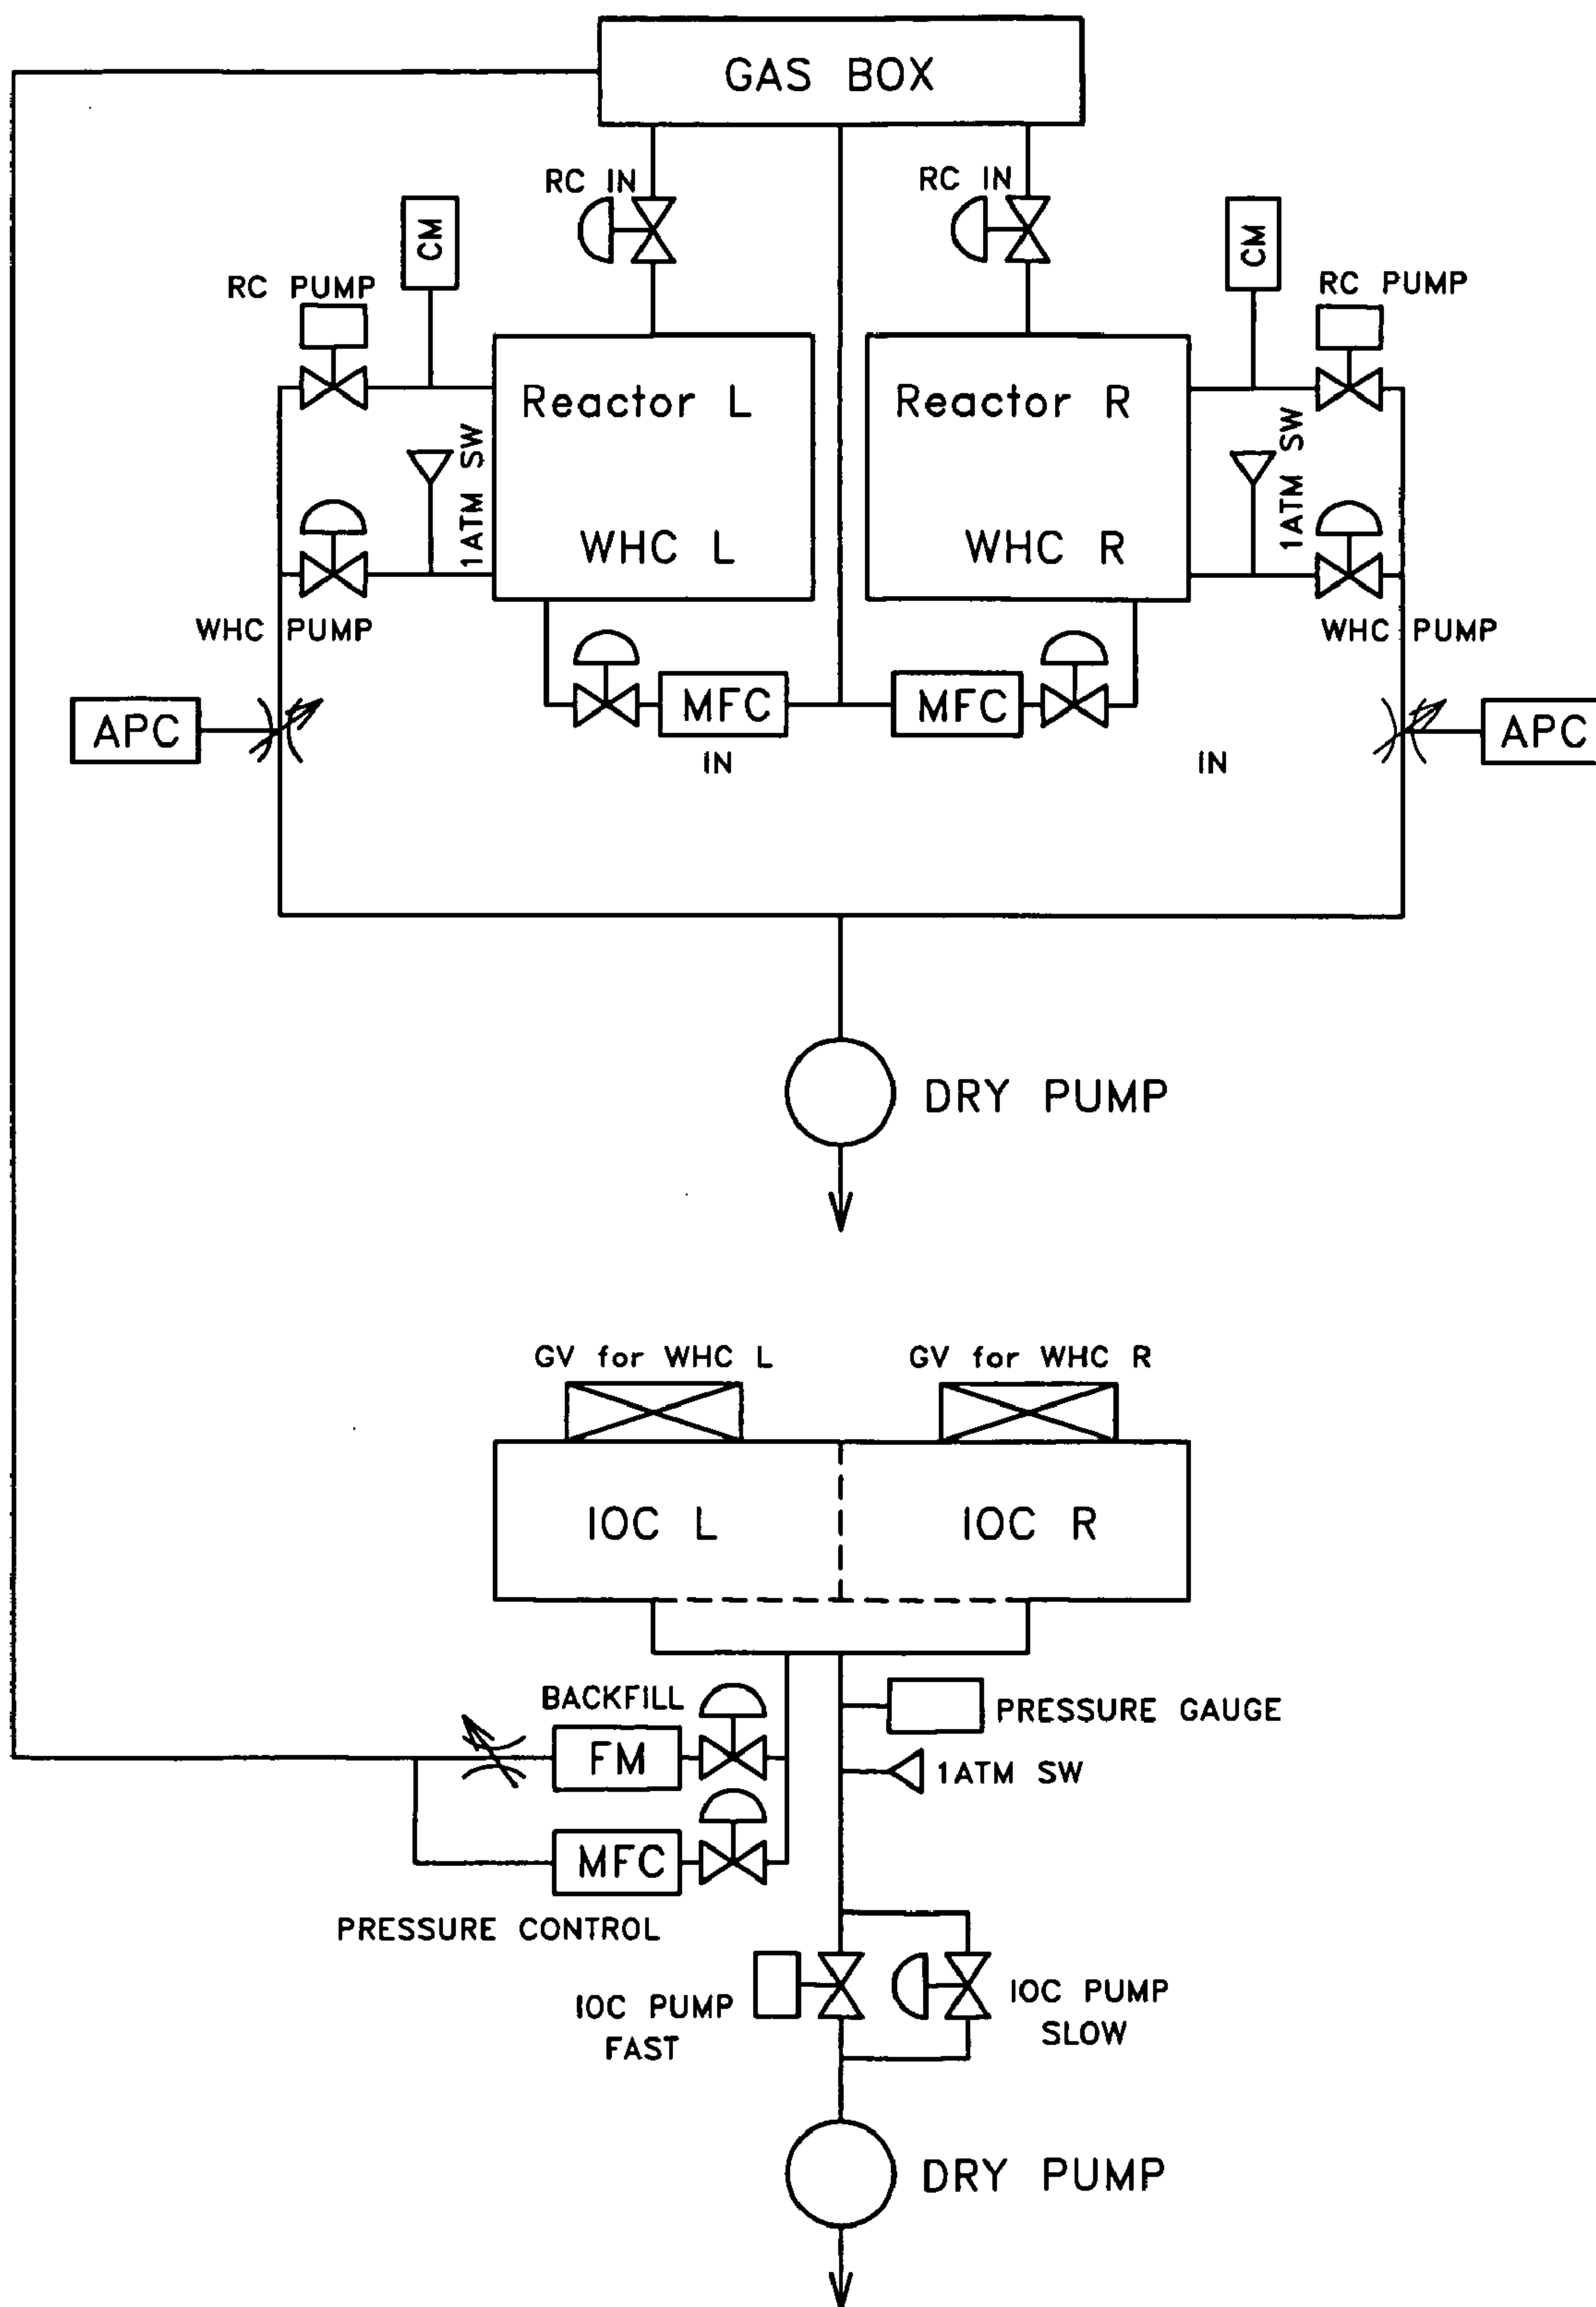 GAS BOX
RC IN
RC IN
CM
CM
RC PUMP
RC PUMP
Reactor L
Reactor R
1ATM SW
1ATM SW
WHC L
WHC R
WHC PUMP
WHC PUMP
APC
MFC
MFC
APC
IN
IN
DRY PUMP
GV for WHC L
GV for WHC R
IOC L
IOC R
BACKFILL
PRESSURE GAUGE
FM
1ATM SW
MFC
PRESSURE CONTROL
IOC PUMP
FAST
IOC PUMP
SLOW
DRY PUMP